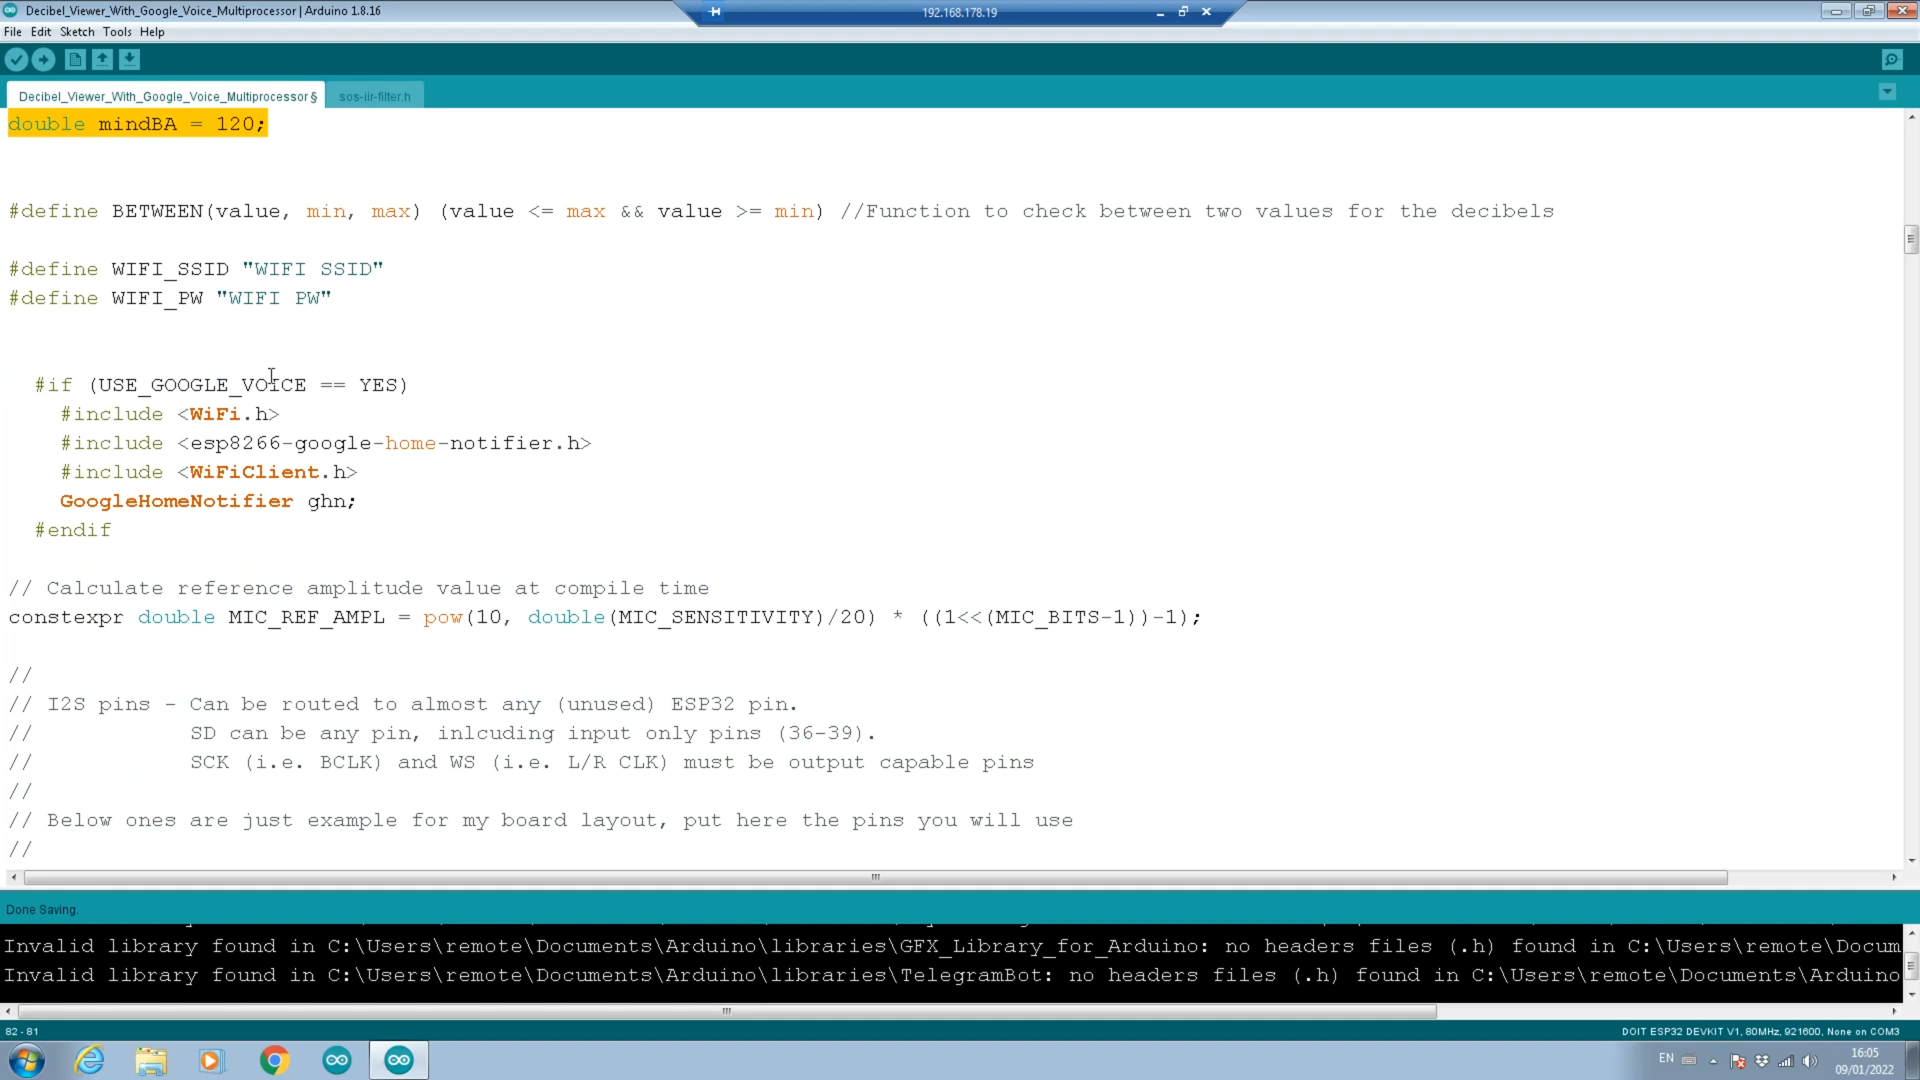 Decibel_Viewer_With_Google_Voice_Multiprocessor | Arduino 1.8.16
192.168.178.19
File Edit Sketch Tools Help
Decibel_Viewer_With_Google_Voice_Multiprocessor § sos-iir-filter.h
double mindBA = 120;
#define BETWEEN(value, min, max) (value <= max && value >= min) //Function to check between two values for the decibels
#define WIFI_SSID "WIFI SSID"
#define WIFI_PW "WIFI PW"
#if (USE_GOOGLE_VOICE == YES)
#include <WiFi.h>
#include <esp8266-google-home-notifier.h>
#include <WiFiClient.h>
GoogleHomeNotifier ghn;
#endif
// Calculate reference amplitude value at compile time
constexpr double MIC_REF_AMPL = pow(10, double(MIC_SENSITIVITY)/20) * ((1<<(MIC_BITS-1))-1);
//
// I2S pins - Can be routed to almost any (unused) ESP32 pin.
// SD can be any pin, inlcuding input only pins (36-39).
// SCK (i.e. BCLK) and WS (i.e. L/R CLK) must be output capable pins
//
// Below ones are just example for my board layout, put here the pins you will use
//
Done Saving.
Invalid library found in C:\Users\remote\Documents\Arduino\libraries\GFX_Library_for_Arduino: no headers files (.h) found in C:\Users\remote\Docum
Invalid library found in C:\Users\remote\Documents\Arduino\libraries\TelegramBot: no headers files (.h) found in C:\Users\remote\Documents\Arduino
82 - 81
DOIT ESP32 DEVKIT V1, 80MHz, 921600, None on COM3
EN
16:05
09/01/2022